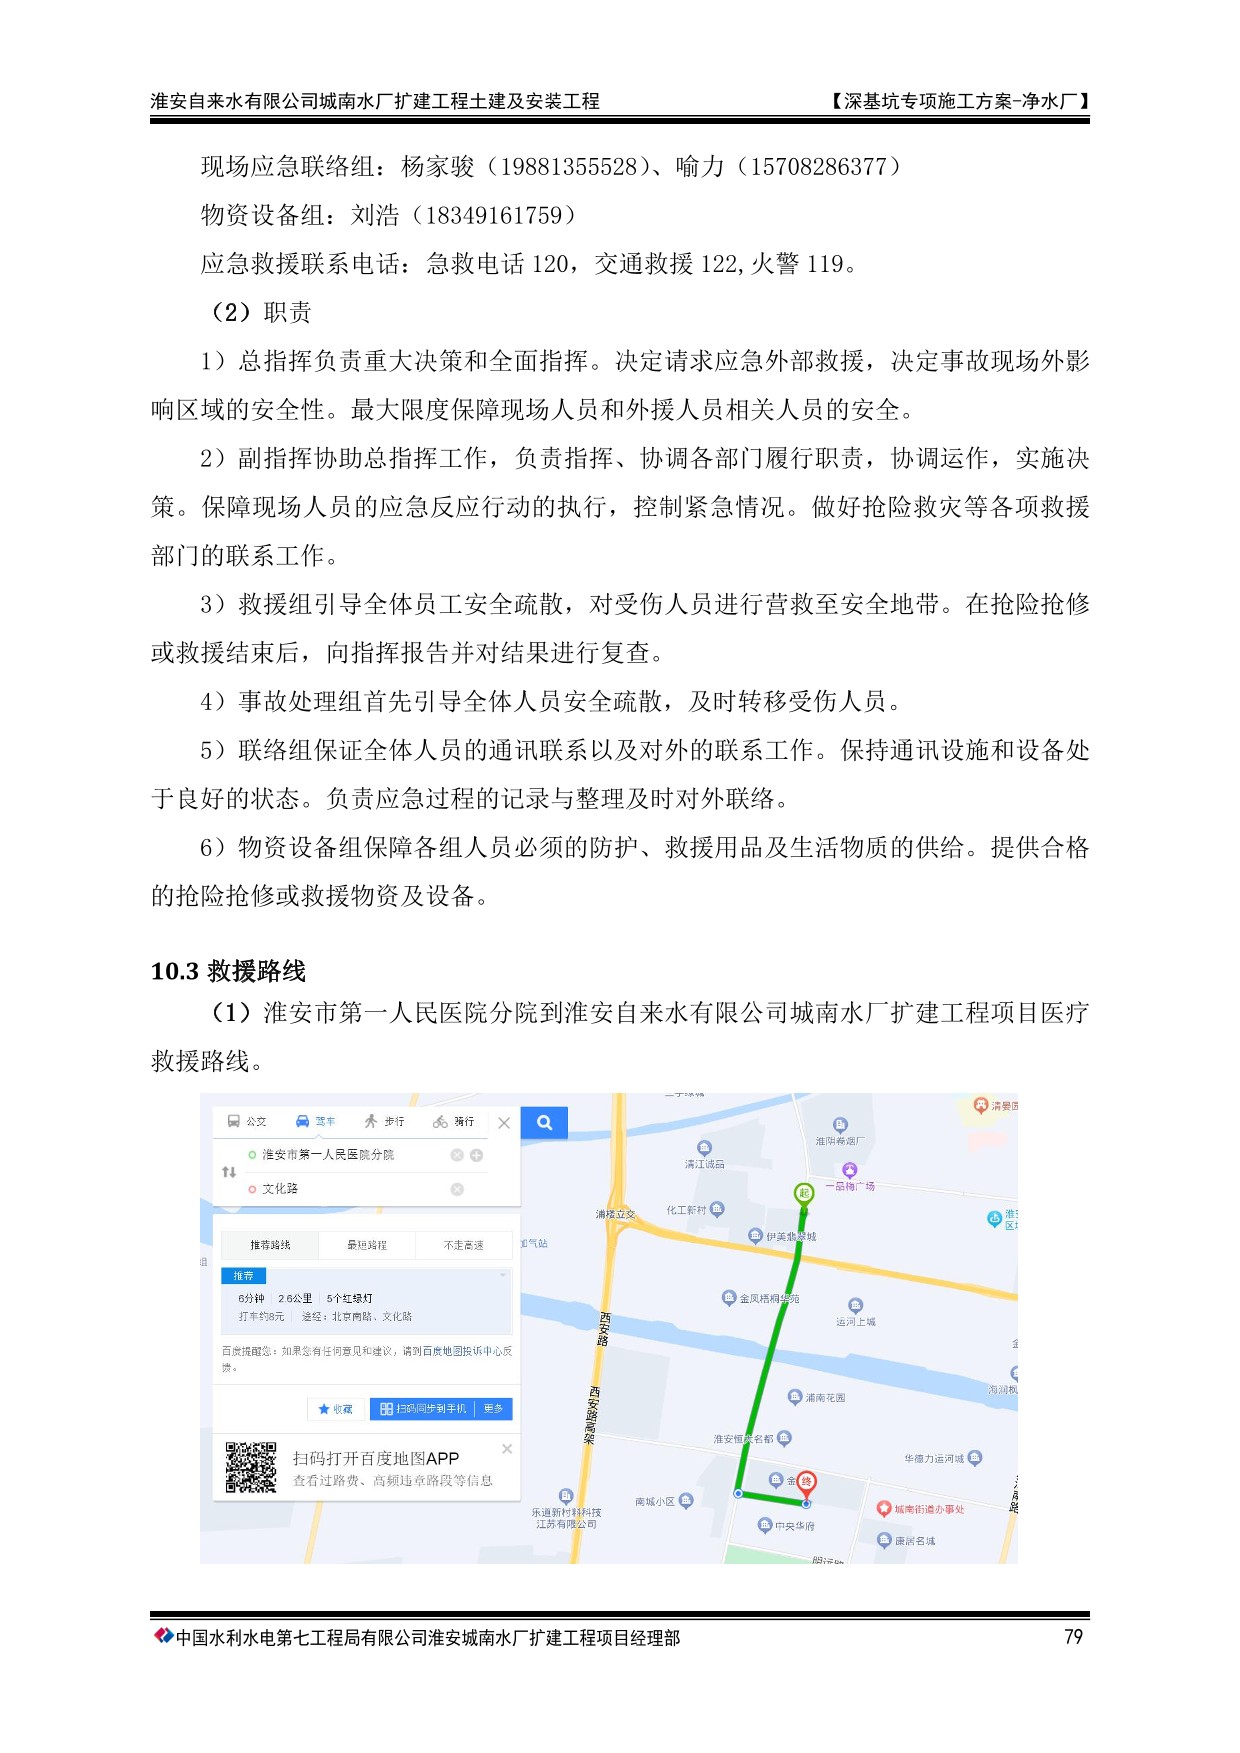 淮安自来水有限公司城南水厂扩建工程土建及安装工程 【深基坑专项施工方案-净水厂】
现场应急联络组：杨家骏（19881355528）、喻力（15708286377）
物资设备组：刘浩（18349161759）
应急救援联系电话：急救电话 120，交通救援 122,火警 119。
（2）职责
1）总指挥负责重大决策和全面指挥。决定请求应急外部救援，决定事故现场外影
响区域的安全性。最大限度保障现场人员和外援人员相关人员的安全。
2）副指挥协助总指挥工作，负责指挥、协调各部门履行职责，协调运作，实施决
策。保障现场人员的应急反应行动的执行，控制紧急情况。做好抢险救灾等各项救援
部门的联系工作。
3）救援组引导全体员工安全疏散，对受伤人员进行营救至安全地带。在抢险抢修
或救援结束后，向指挥报告并对结果进行复查。
4）事故处理组首先引导全体人员安全疏散，及时转移受伤人员。
5）联络组保证全体人员的通讯联系以及对外的联系工作。保持通讯设施和设备处
于良好的状态。负责应急过程的记录与整理及时对外联络。
6）物资设备组保障各组人员必须的防护、救援用品及生活物质的供给。提供合格
的抢险抢修或救援物资及设备。
10.3 救援路线
（1）淮安市第一人民医院分院到淮安自来水有限公司城南水厂扩建工程项目医疗
救援路线。
公交 驾车 步行 骑行
淮安市第一人民医院分院
文化路
推荐路线 最短路程 不走高速
推荐
6分钟 2.6公里 5个红绿灯
打车约8元 途经：北京南路、文化路
百度提醒您：如果您有任何意见和建议，请到百度地图投诉中心反
馈。
收藏 扫码同步到手机 更多
扫码打开百度地图APP
查看过路费、高频违章路段等信息
清晏园
淮阴卷烟厂
清江诚品
一品梅广场
起
化工新村
浦楼立交
伊美翡翠城
加气站
金凤梧桐华苑
运河上城
西安路
浦南花园
西安路高架
淮安恒大名都
华德力运河城
终
南城小区
乐道新材料科技
江苏有限公司
城南街道办事处
中央华府
康居名城
中国水利水电第七工程局有限公司淮安城南水厂扩建工程项目经理部 79